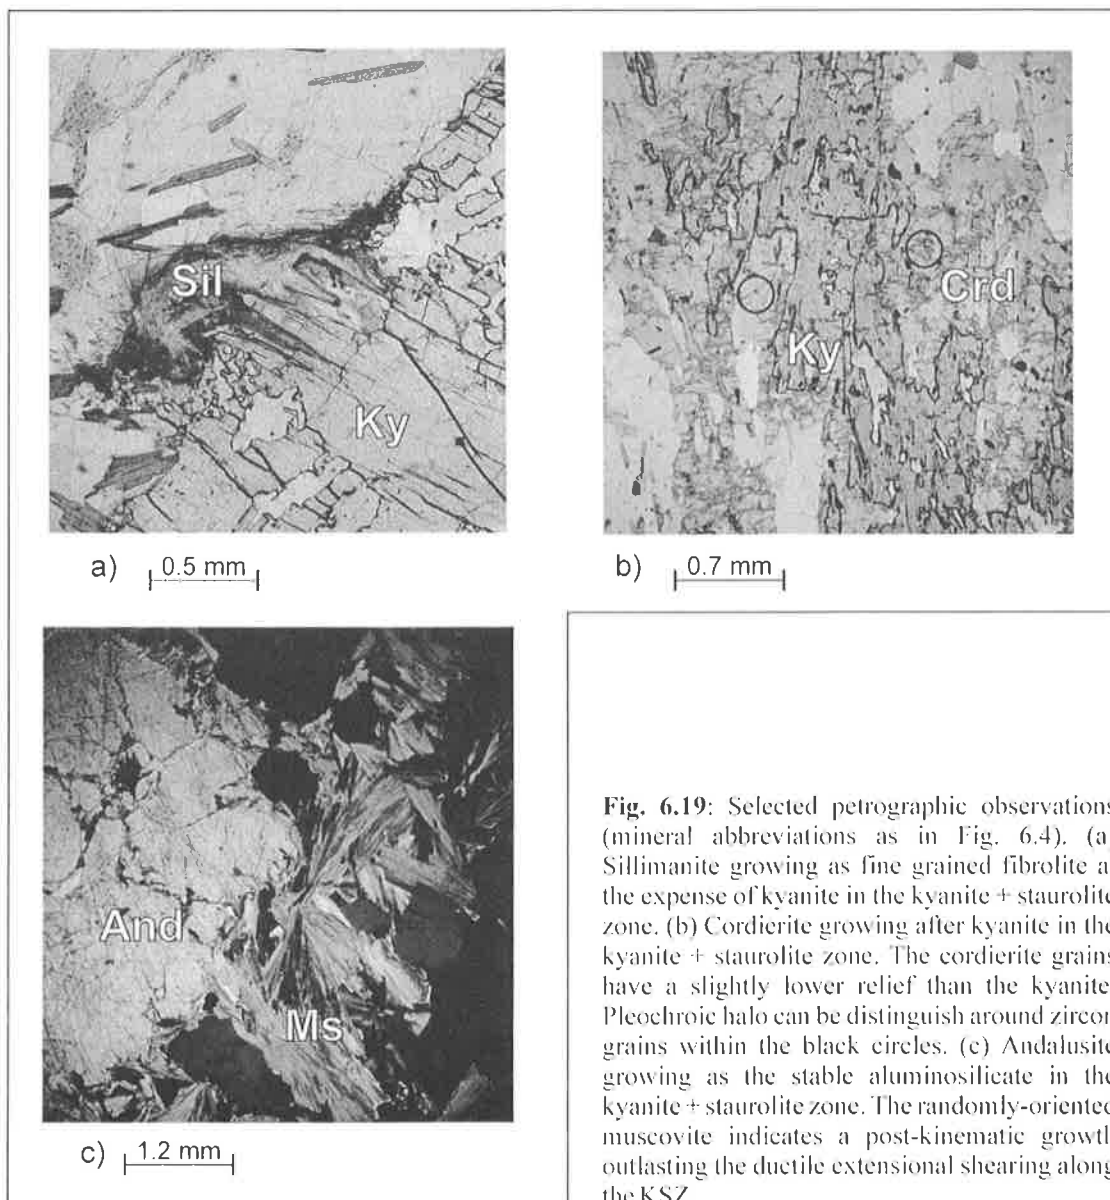 Sil
Ky
a) 0.5 mm
Ky
Crd
b) 0.7 mm
And
Ms
c) 1.2 mm
Fig. 6.19: Selected petrographic observations
(mineral abbreviations as in Fig. 6.4). (a
Sillimanite growing as fine grained fibrolite a
the expense of kyanite in the kyanite + staurolite
zone. (b) Cordierite growing after kyanite in the
kyanite + staurolite zone. The cordierite grains
have a slightly lower relief than the kyanite
Pleochroic halo can be distinguish around zircon
grains within the black circles. (c) Andalusite
growing as the stable aluminosilicate in the
kyanite + staurolite zone. The randomly-oriented
muscovite indicates a post-kinematic growth
outlasting the ductile extensional shearing along
the KSZ